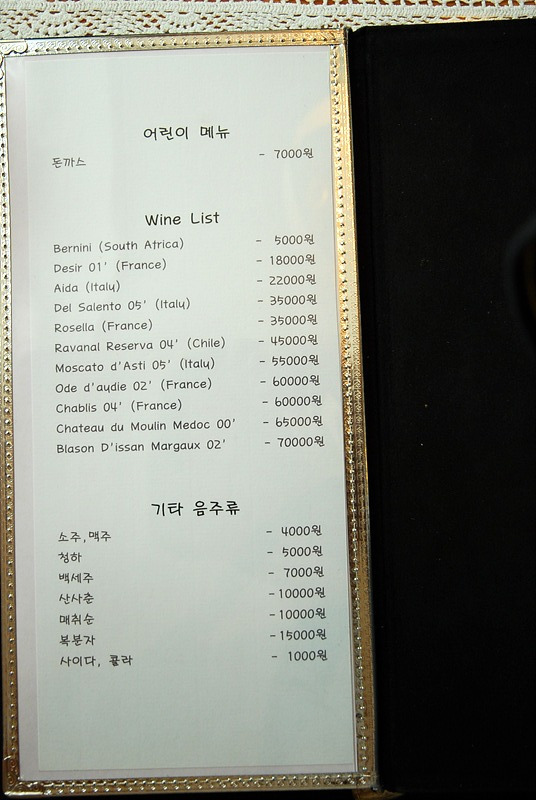 어린이 메뉴
돈까스 - 7000원
Wine List
Bernini (South Africa) - 5000원
Desir 01' (France) - 18000원
Aida (Italy) - 22000원
Del Salento 05' (Italy) - 35000원
Rosella (France) - 35000원
Ravanal Reserva 04' (Chile) - 45000원
Moscato d'Asti 05' (Italy) - 55000원
Ode d'aydie 02' (France) - 60000원
Chablis 04' (France) - 60000원
Chateau du Moulin Medoc 00' - 65000원
Blason D'issan Margaux 02' - 70000원
기타 음주류
소주,맥주 - 4000원
청하 - 5000원
백세주 - 7000원
산사춘 -10000원
매취순 -10000원
복분자 -15000원
사이다, 콜라 - 1000원